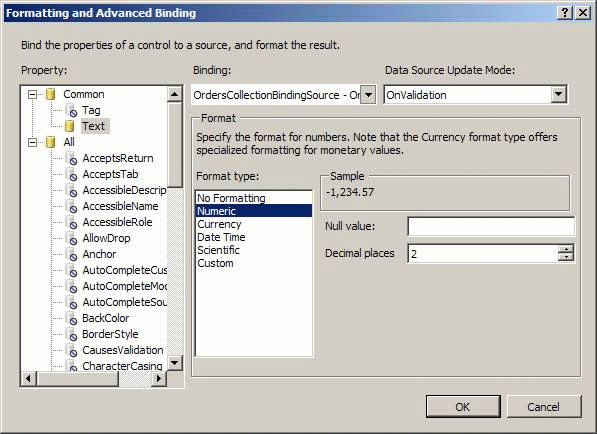 Formatting and Advanced Binding
Bind the properties of a control to a source, and format the result.
Property:
Common
Tag
Text
All
AcceptsReturn
AcceptsTab
AccessibleDescrip
AccessibleName
AccessibleRole
AllowDrop
Anchor
AutoCompleteCus
AutoCompleteMod
AutoCompleteSou
BackColor
BorderStyle
CausesValidation
CharacterCasing
Binding:
OrdersCollectionBindingSource - Or
Data Source Update Mode:
OnValidation
Format
Specify the format for numbers. Note that the Currency format type offers
specialized formatting for monetary values.
Format type:
No Formatting
Numeric
Currency
Date Time
Scientific
Custom
Sample
-1,234.57
Null value:
Decimal places
2
OK
Cancel